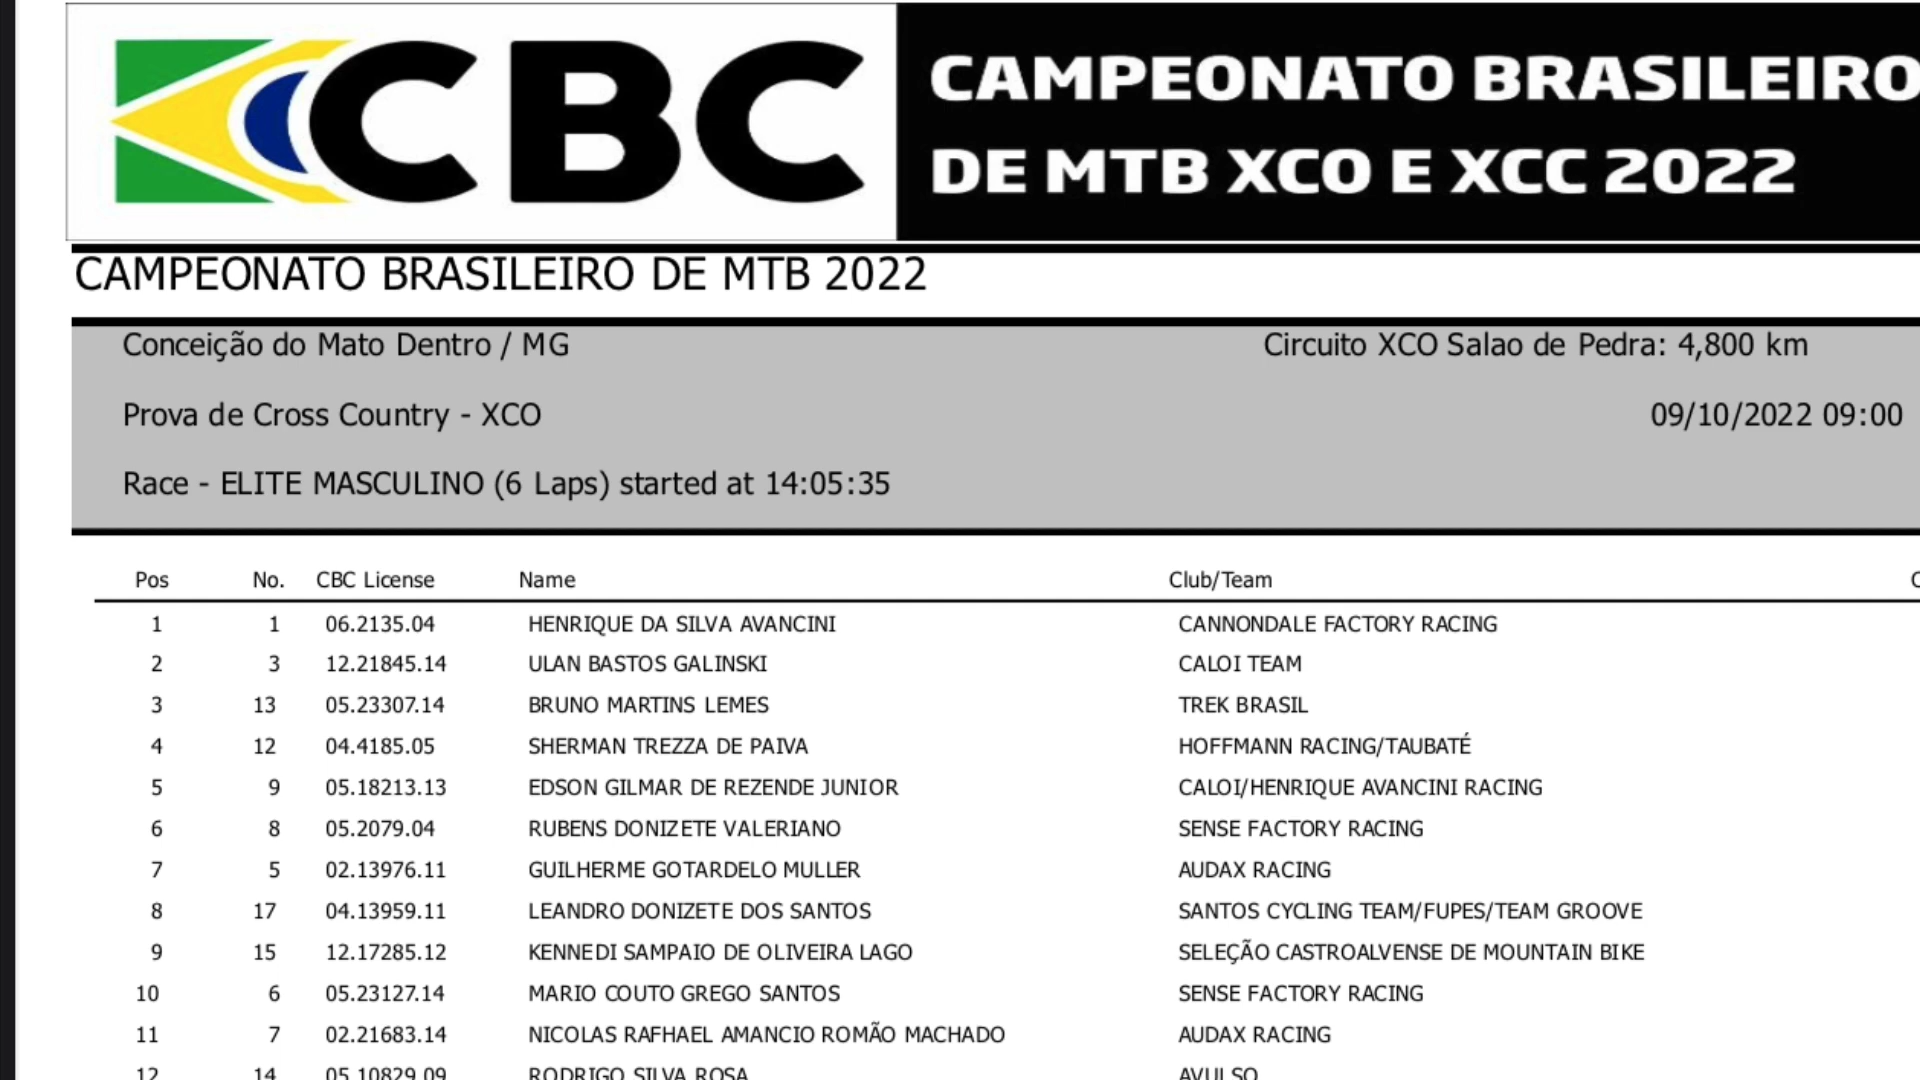 CBC
CAMPEONATO BRASILEIRO
DE MTB XCO E XCC 2022
CAMPEONATO BRASILEIRO DE MTB 2022
Conceição do Mato Dentro / MG Circuito XCO Salao de Pedra: 4,800 km
Prova de Cross Country - XCO 09/10/2022 09:00
Race - ELITE MASCULINO (6 Laps) started at 14:05:35
Pos No. CBC License Name Club/Team
1 1 06.2135.04 HENRIQUE DA SILVA AVANCINI CANNONDALE FACTORY RACING
2 3 12.21845.14 ULAN BASTOS GALINSKI CALOI TEAM
3 13 05.23307.14 BRUNO MARTINS LEMES TREK BRASIL
4 12 04.4185.05 SHERMAN TREZZA DE PAIVA HOFFMANN RACING/TAUBATÉ
5 9 05.18213.13 EDSON GILMAR DE REZENDE JUNIOR CALOI/HENRIQUE AVANCINI RACING
6 8 05.2079.04 RUBENS DONIZETE VALERIANO SENSE FACTORY RACING
7 5 02.13976.11 GUILHERME GOTARDELO MULLER AUDAX RACING
8 17 04.13959.11 LEANDRO DONIZETE DOS SANTOS SANTOS CYCLING TEAM/FUPES/TEAM GROOVE
9 15 12.17285.12 KENNEDI SAMPAIO DE OLIVEIRA LAGO SELEÇÃO CASTROALVENSE DE MOUNTAIN BIKE
10 6 05.23127.14 MARIO COUTO GREGO SANTOS SENSE FACTORY RACING
11 7 02.21683.14 NICOLAS RAFHAEL AMANCIO ROMÃO MACHADO AUDAX RACING
12 14 05.10829.09 RODRIGO SILVA ROSA AVULSO